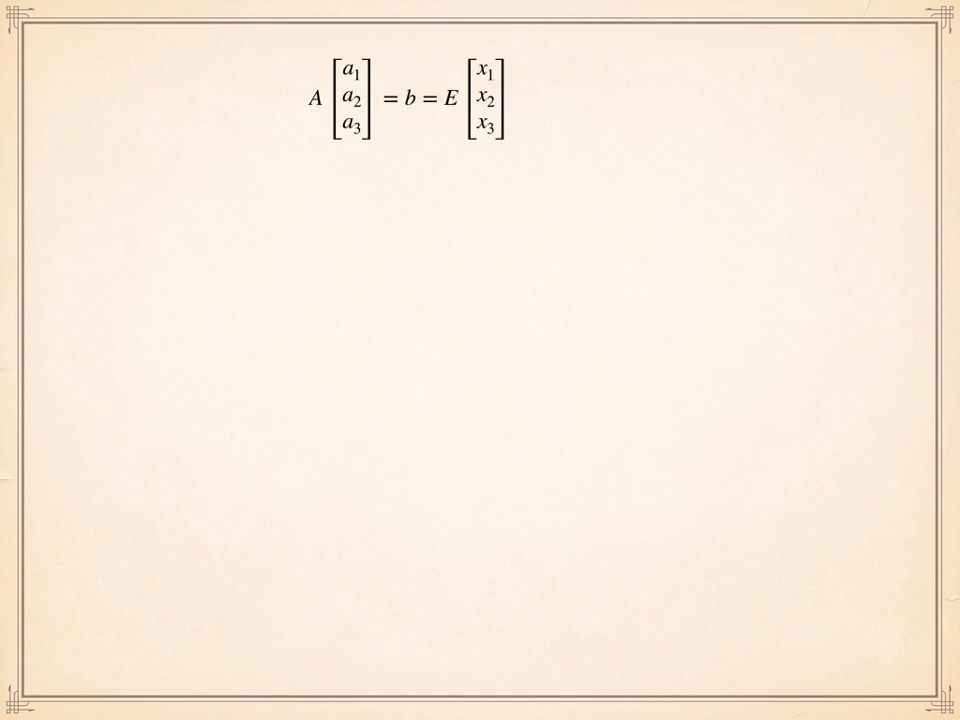 A [a₁ a₂ a₃] = b = E [x₁ x₂ x₃]